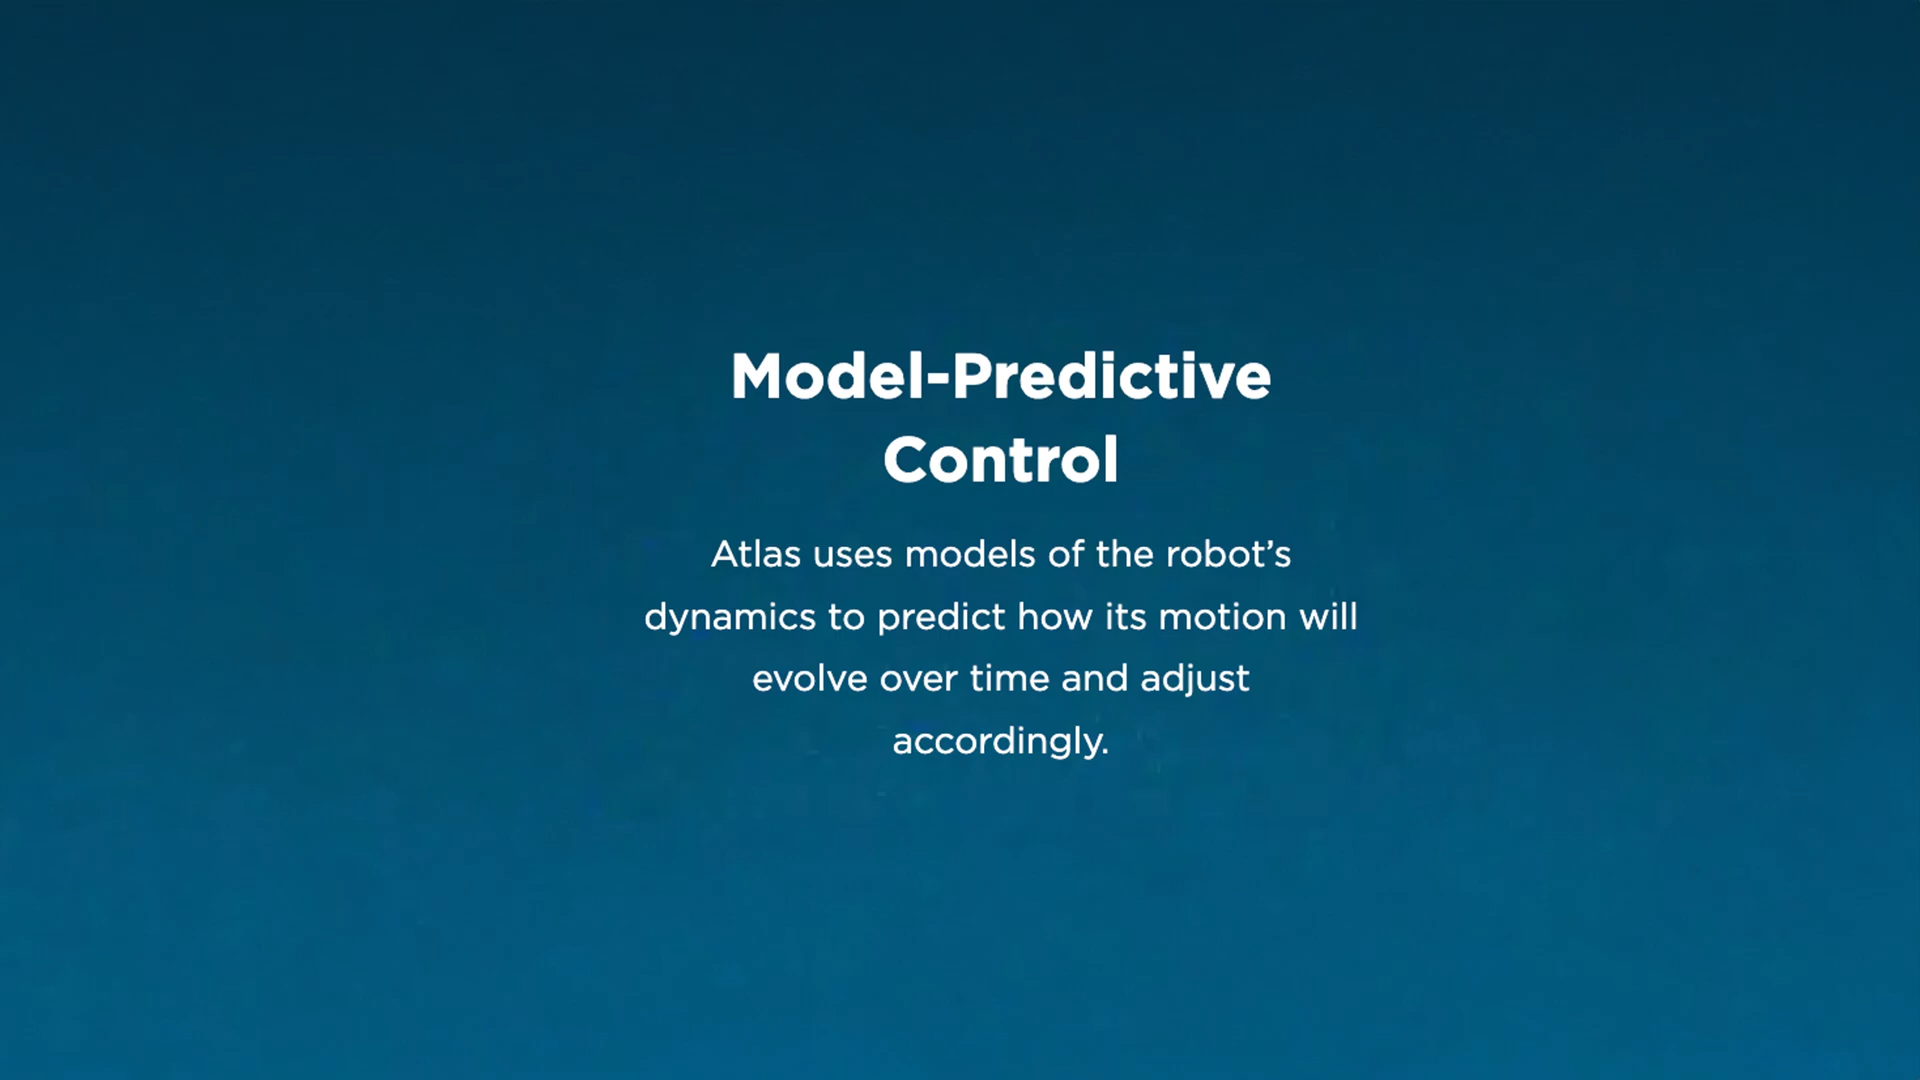 Model-Predictive
Control
Atlas uses models of the robot’s
dynamics to predict how its motion will
evolve over time and adjust
accordingly.